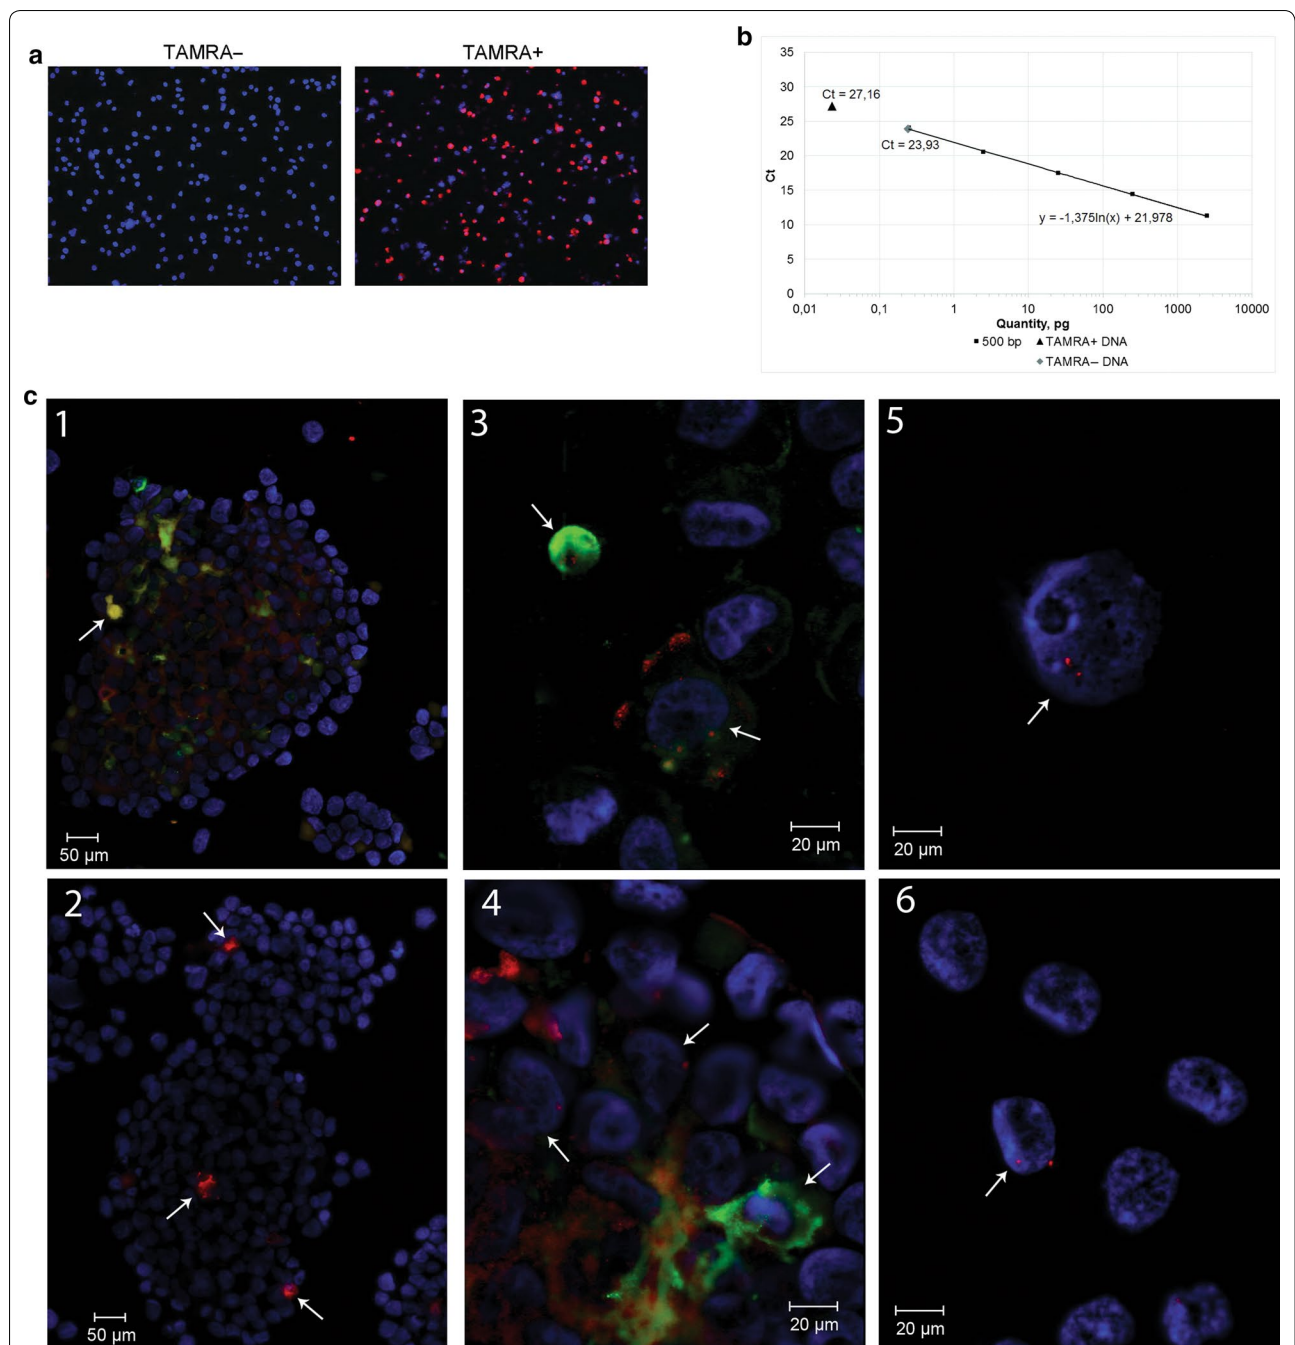 a
TAMRA–
TAMRA+
b
35
30
25
20
15
10
5
0
Ct
Ct = 27,16
Ct = 23,93
y = -1,375ln(x) + 21,978
0,01 0,1 1 10 100 1000 10000
Quantity, pg
500 bp TAMRA+ DNA
TAMRA– DNA
c
1
50 µm
3
20 µm
5
20 µm
2
50 µm
4
20 µm
6
20 µm